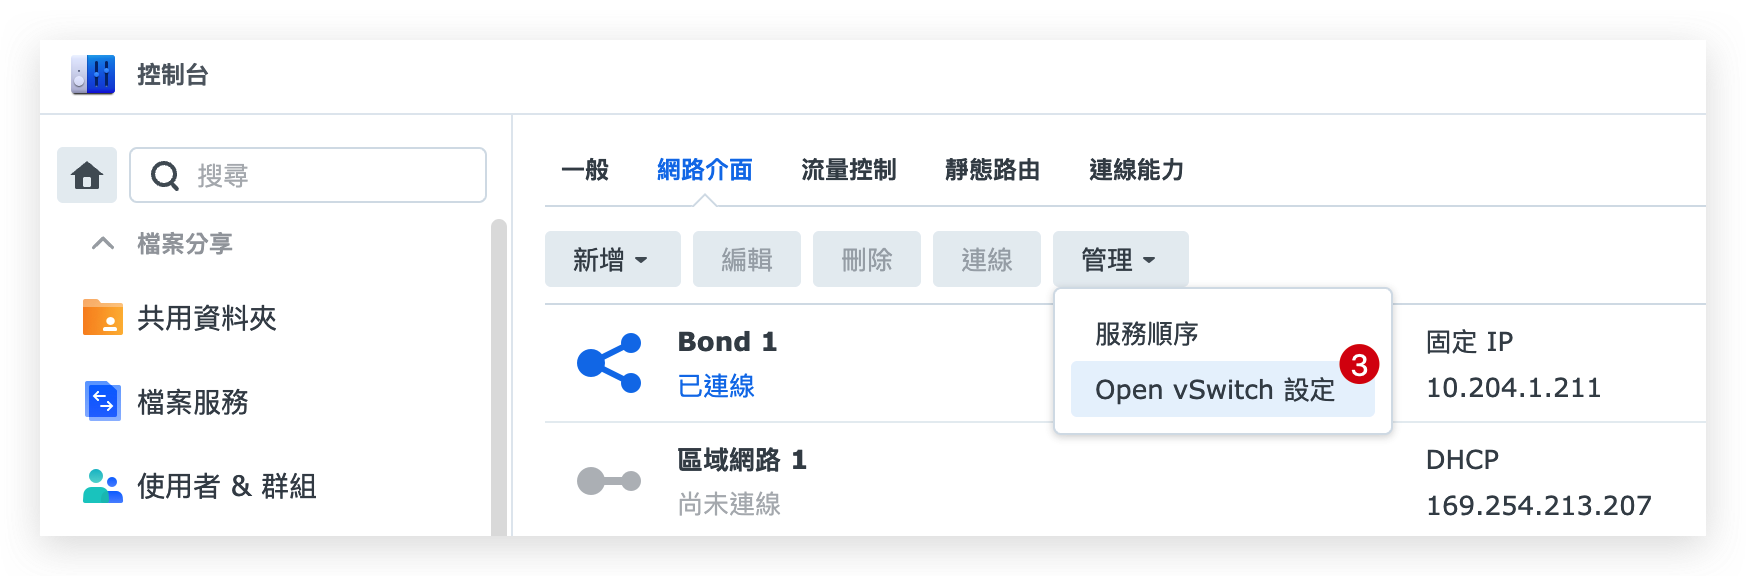 控制台
搜尋
檔案分享
共用資料夾
檔案服務
使用者 & 群組
一般 網路介面 流量控制 靜態路由 連線能力
新增 編輯 刪除 連線 管理
服務順序
3
Open vSwitch 設定
Bond 1
已連線
固定 IP
10.204.1.211
區域網路 1
尚未連線
DHCP
169.254.213.207